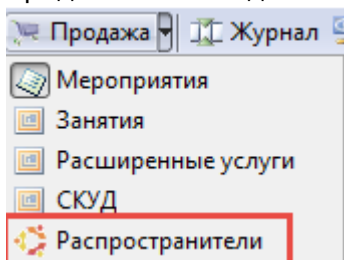 Продажа Журнал
Мероприятия
Занятия
Расширенные услуги
СКУД
Распространители